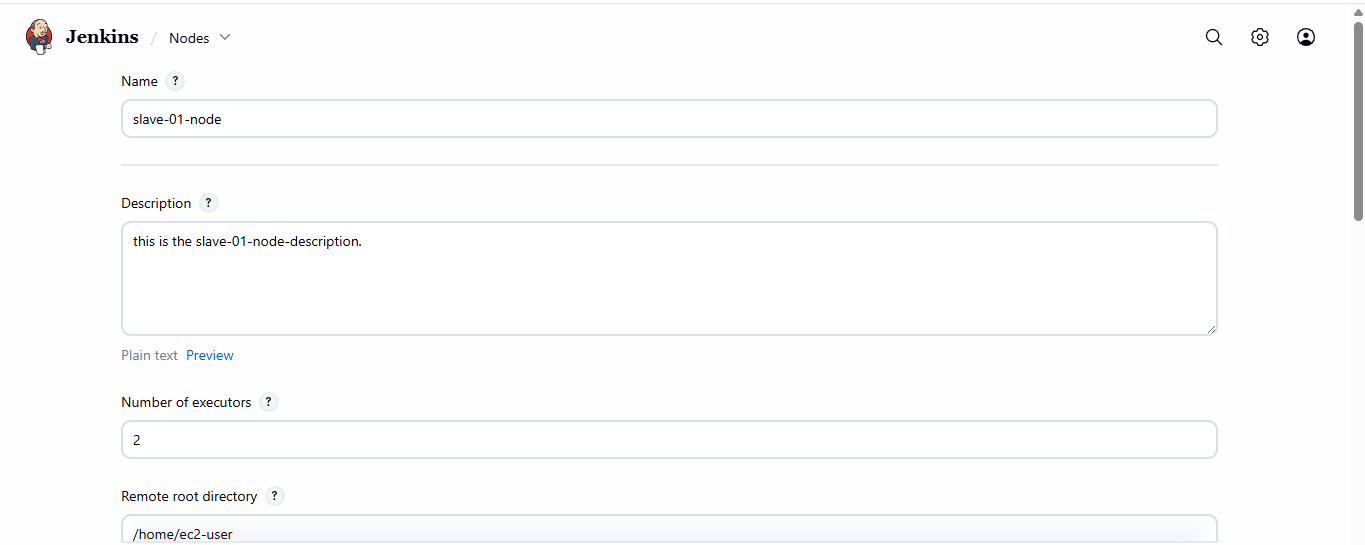 Jenkins / Nodes
Name ?
slave-01-node
Description ?
this is the slave-01-node-description.
Plain text Preview
Number of executors ?
2
Remote root directory ?
/home/ec2-user